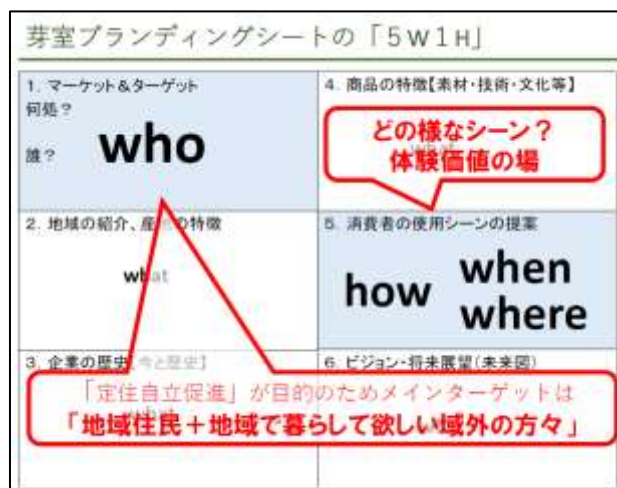 芽室ブランディングシートの「5W1H」
1. マーケット&ターゲット
何処?
誰?
who
4. 商品の特徴【素材・技術・文化等】
どの様なシーン?
体験価値の場
2. 地域の紹介、産の特徴
what
5. 消費者の使用シーンの提案
how
when
where
3. 企業の歴史【今と歴史】
6. ビジョン・将来展望(未来図)
「定住自立促進」が目的のためメインターゲットは
「地域住民+地域で暮らして欲しい域外の方々」